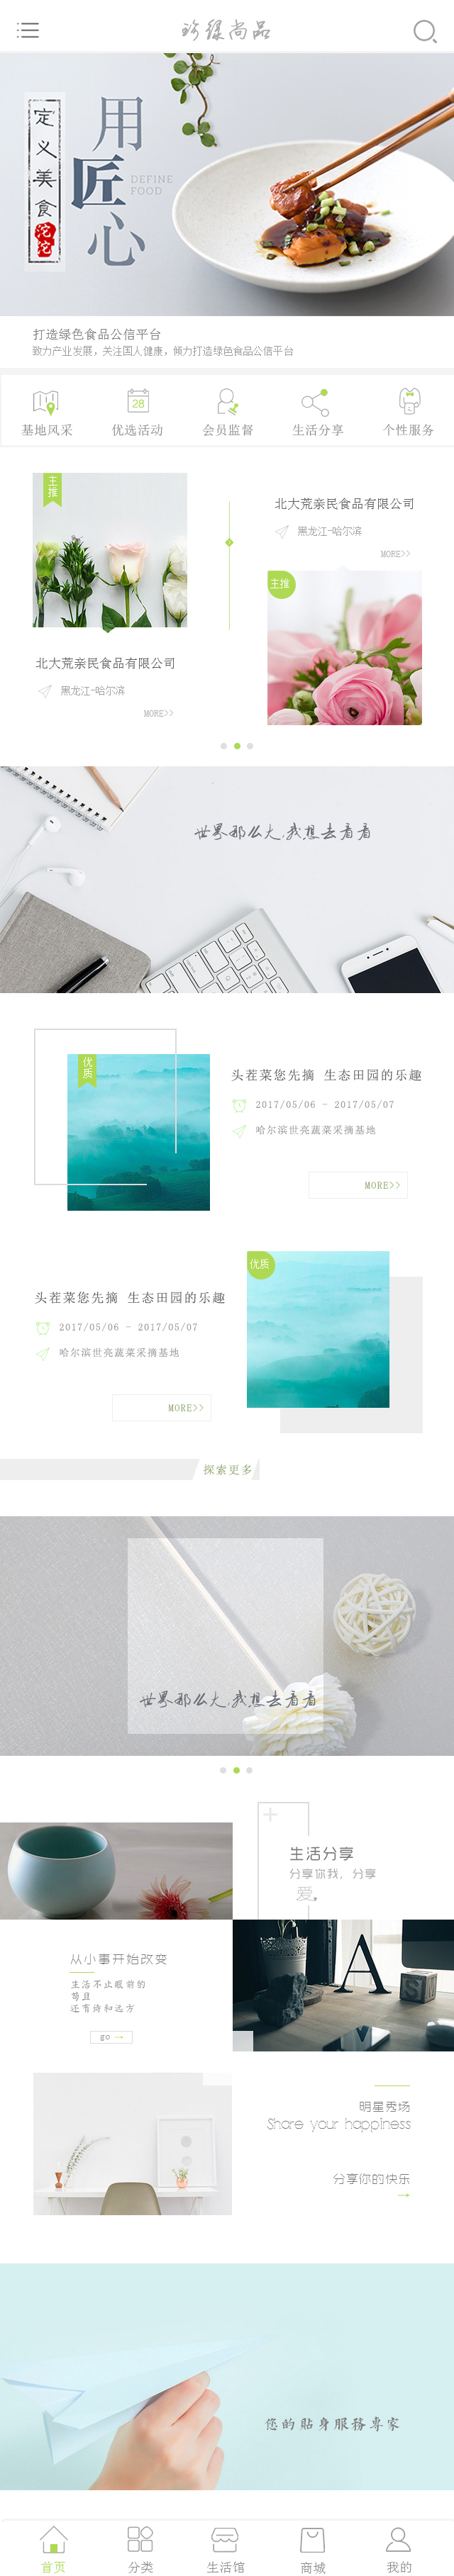 珍绿尚品
定义美食
用匠心
DEFINE
FOOD
打造绿色食品公信平台
致力产业发展，关注国人健康，倾力打造绿色食品公信平台
28
基地风采 优选活动 会员监督 生活分享 个性服务
主推
北大荒亲民食品有限公司
黑龙江-哈尔滨
MORE>>
北大荒亲民食品有限公司
黑龙江-哈尔滨
MORE>>
主推
世界那么大,我想去看看
优质
头茬菜您先摘 生态田园的乐趣
2017/05/06 - 2017/05/07
哈尔滨世亮蔬菜采摘基地
MORE>>
优质
头茬菜您先摘 生态田园的乐趣
2017/05/06 - 2017/05/07
哈尔滨世亮蔬菜采摘基地
MORE>>
探索更多
世界那么大,我想去看看
生活分享
分享你我，分享
爱,
从小事开始改变
生活不止眼前的
苟且
还有诗和远方
go →
A
S
明星秀场
Share your happiness
分享你的快乐
→
您的贴身服务专家
首页 分类 生活馆 商城 我的